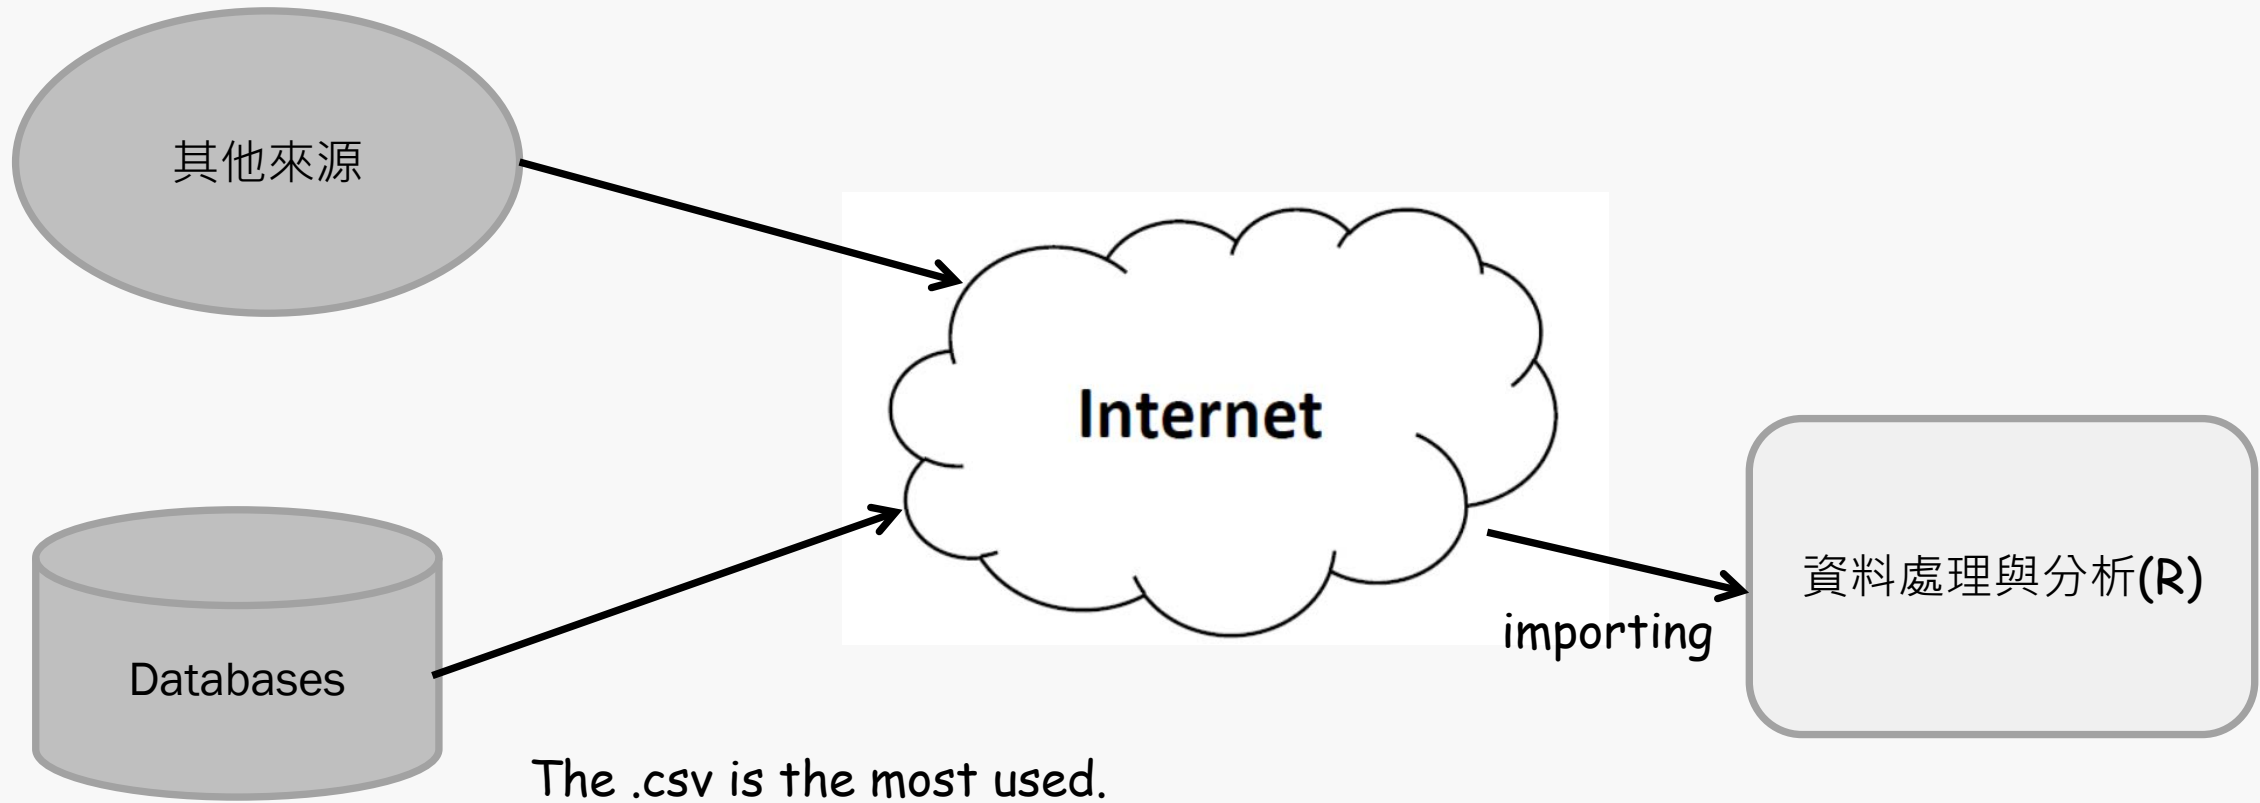 其他來源
Internet
資料處理與分析(R)
importing
Databases
The .csv is the most used.